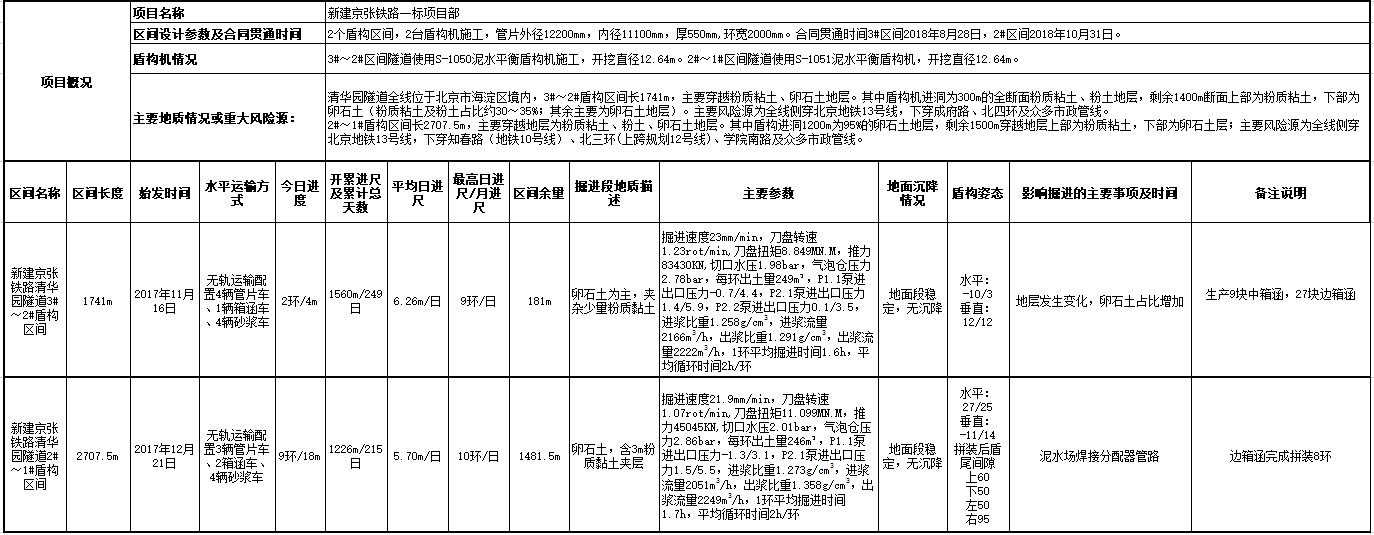 项目概况
项目名称
新建京张铁路一标项目部
区间设计参数及合同贯通时间
2个盾构区间，2台盾构机施工，管片外径12200mm，内径11100mm，厚550mm,环宽2000mm。合同贯通时间3#区间2018年8月28日，2#区间2018年10月31日。
盾构机情况
3#～2#区间隧道使用S-1050泥水平衡盾构机施工，开挖直径12.64m。2#～1#区间隧道使用S-1051泥水平衡盾构机，开挖直径12.64m。
主要地质情况或重大风险源：
清华园隧道全线位于北京市海淀区境内，3#～2#盾构区间长1741m，主要穿越粉质粘土、卵石土地层。其中盾构机进洞为300m的全断面粉质粘土、粉土地层，剩余1400m断面上部为粉质粘土，下部为
卵石土（粉质粘土及粉土占比约30～35%；其余主要为卵石土地层）。主要风险源为全线侧穿北京地铁13号线，下穿成府路、北四环及众多市政管线。
2#～1#盾构区间长2707.5m，主要穿越地层为粉质粘土、粉土、卵石土地层。其中盾构进洞1200m为95%的卵石土地层，剩余1500m穿越地层上部为粉质粘土，下部为卵石土层；主要风险源为全线侧穿
北京地铁13号线，下穿知春路（地铁10号线）、北三环(上跨规划12号线)、学院南路及众多市政管线。
区间名称
区间长度
始发时间
水平运输方
式
今日进
度
开累进尺
及累计总
天数
平均日进
尺
最高日进
尺/月进
尺
区间余量
掘进段地质描
述
主要参数
地面沉降
情况
盾构姿态
影响掘进的主要事项及时间
备注说明
新建京张
铁路清华
园隧道3#
～2#盾构
区间
1741m
2017年11月
16日
无轨运输配
置4辆管片车
、1辆箱涵车
、4辆砂浆车
2环/4m
1560m/249
日
6.26m/日
9环/日
181m
卵石土为主，夹
杂少量粉质黏土
掘进速度23mm/min，刀盘转速
1.23rot/min,刀盘扭矩8.849MN.M，推力
83430KN,切口水压1.98bar，气泡仓压力
2.78bar，每环出土量249m³，P1.1泵进
出口压力-0.7/4.4，P2.1泵进出口压力
1.4/5.9，P2.2泵进出口压力0.1/3.5，
进浆比重1.258g/cm³，进浆流量
2166m³/h，出浆比重1.291g/cm³，出浆流
量2222m³/h，1环平均掘进时间1.6h，平
均循环时间2h/环
地面段稳
定，无沉降
水平：
-10/3
垂直：
12/12
地层发生变化，卵石土占比增加
生产9块中箱涵，27块边箱涵
新建京张
铁路清华
园隧道2#
～1#盾构
区间
2707.5m
2017年12月
21日
无轨运输配
置3辆管片车
、2箱涵车、
4辆砂浆车
9环/18m
1226m/215
日
5.70m/日
10环/日
1481.5m
卵石土，含3m粉
质黏土夹层
掘进速度21.9mm/min，刀盘转速
1.07rot/min,刀盘扭矩11.099MN.M，推
力45045KN,切口水压2.01bar，气泡仓压
力2.86bar，每环出土量246m³，P1.1泵
进出口压力-1.3/3.1，P2.1泵进出口压
力1.5/5.5，进浆比重1.273g/cm³，进浆
流量2051m³/h，出浆比重1.358g/cm³，出
浆流量2249m³/h，1环平均掘进时间
1.7h，平均循环时间2h/环
地面段稳
定，无沉降
水平：
27/25
垂直：
-11/14
拼装后盾
尾间隙
上60
下50
左50
右95
泥水场焊接分配器管路
边箱涵完成拼装8环